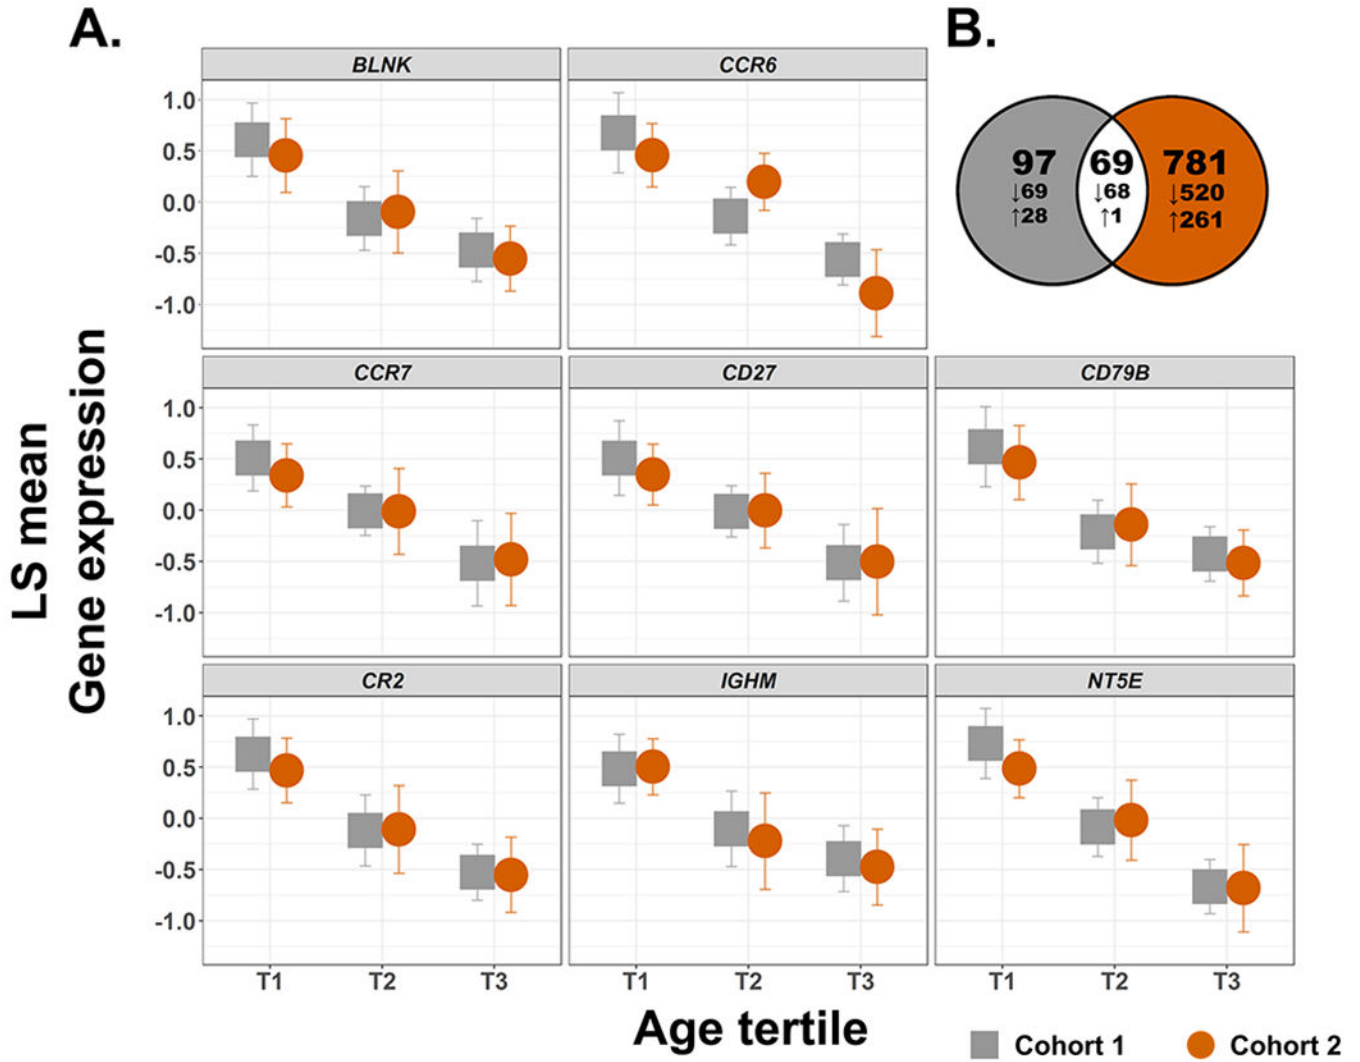 A.
B.
BLNK
CCR6
1.0
0.5
0.0
-0.5
-1.0
97
↓69
↑28
69
↓68
↑1
781
↓520
↑261
CCR7
CD27
CD79B
1.0
0.5
0.0
-0.5
-1.0
CR2
IGHM
NT5E
1.0
0.5
0.0
-0.5
-1.0
LS mean
Gene expression
T1 T2 T3
T1 T2 T3
T1 T2 T3
Age tertile
Cohort 1
Cohort 2